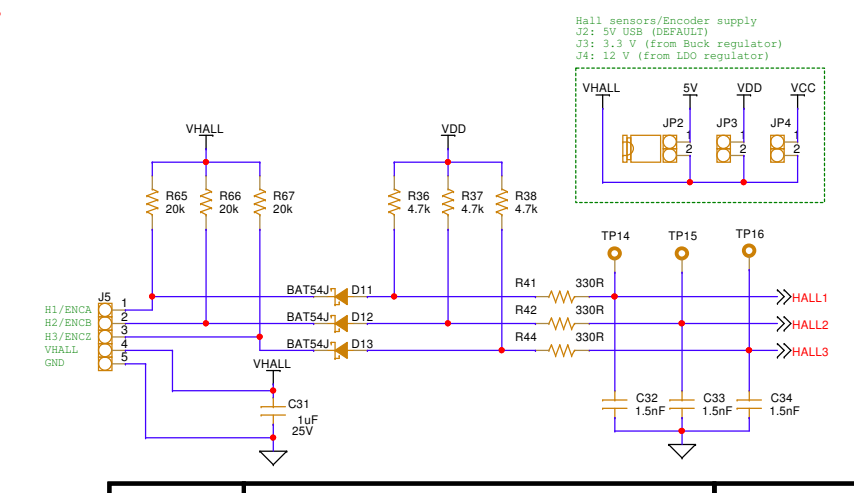 Hall sensors/Encoder supply
J2: 5V USB (DEFAULT)
J3: 3.3 V (from Buck regulator)
J4: 12 V (from LDO regulator)
VHALL 5V VDD VCC
JP2 JP3 JP4
1 1 1
2 2 2
VHALL VDD
R65 R66 R67 R36 R37 R38
20k 20k 20k 4.7k 4.7k 4.7k
TP14 TP15 TP16
BAT54J D11 R41 330R HALL1
BAT54J D12 R42 330R HALL2
BAT54J D13 R44 330R HALL3
J5
H1/ENCA 1
H2/ENCB 2
H3/ENCZ 3
VHALL 4
GND 5
VHALL
C31
1uF
25V
C32 C33 C34
1.5nF 1.5nF 1.5nF